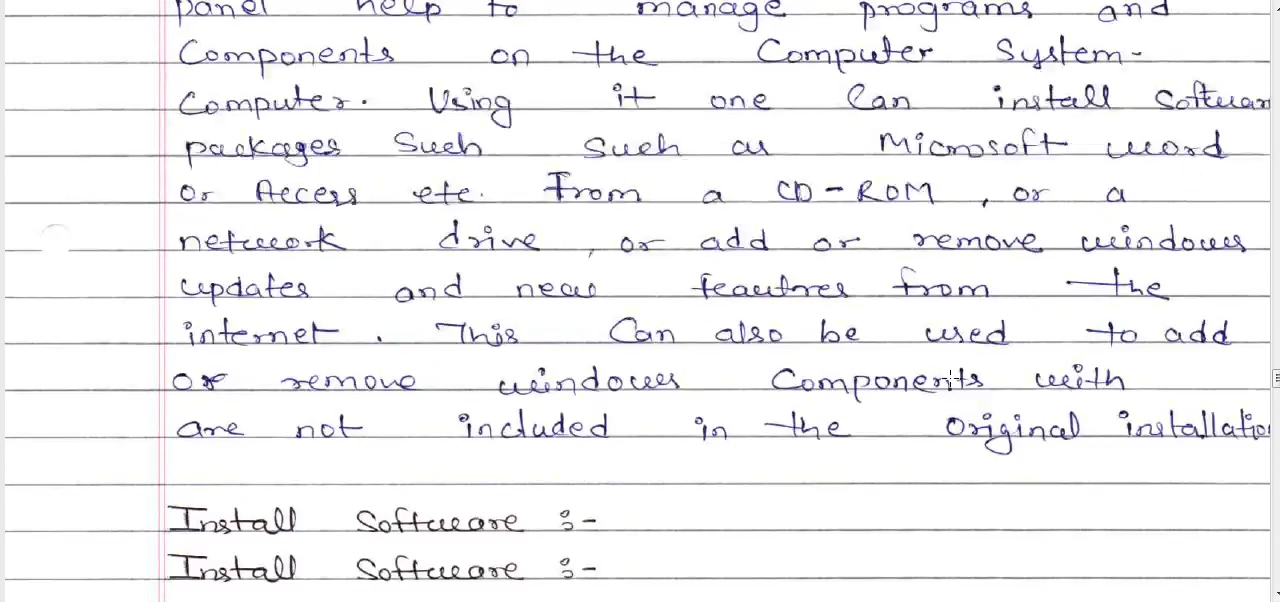 panel help to manage programs and
Components on the Computer System-
Computer. Using it one Can install Softwar
packages Such Such as Microsoft word
or Access etc. From a CD-ROM, or a
network drive, or add or remove windows
updates and new feautres from the
internet. This Can also be used to add
or remove windows Components with
are not included in the original installatio
Install Software :-
Install Software :-